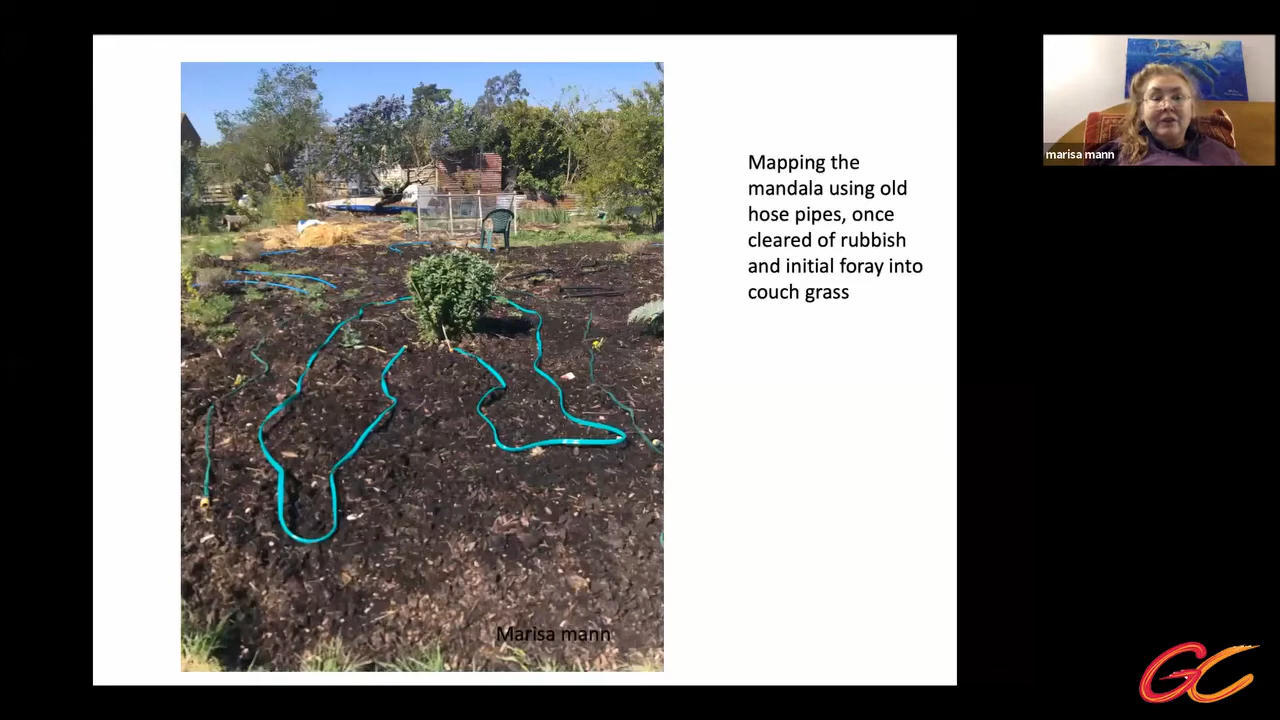 Mapping the
mandala using old
hose pipes, once
cleared of rubbish
and initial foray into
couch grass
marisa mann
Marisa mann
GC